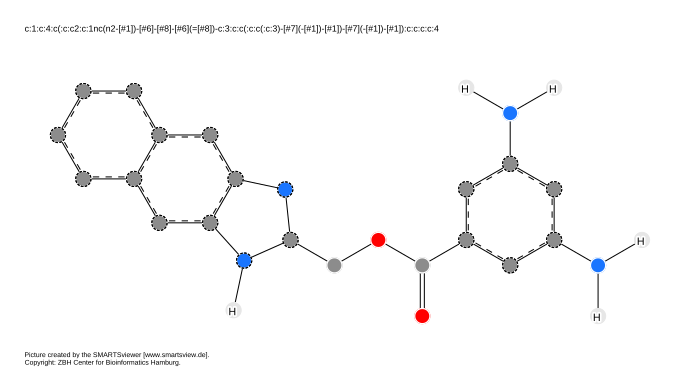 c:1:c:4:c(:c:c2:c:1nc(n2-[#1])-[#6]-[#8]-[#6](=[#8])-c:3:c:c(:c:c(:c:3)-[#7](-[#1])-[#1])-[#7](-[#1])-[#1]):c:c:c:c:4
H H
H
H
H
Picture created by the SMARTSviewer [www.smartsview.de].
Copyright: ZBH Center for Bioinformatics Hamburg.